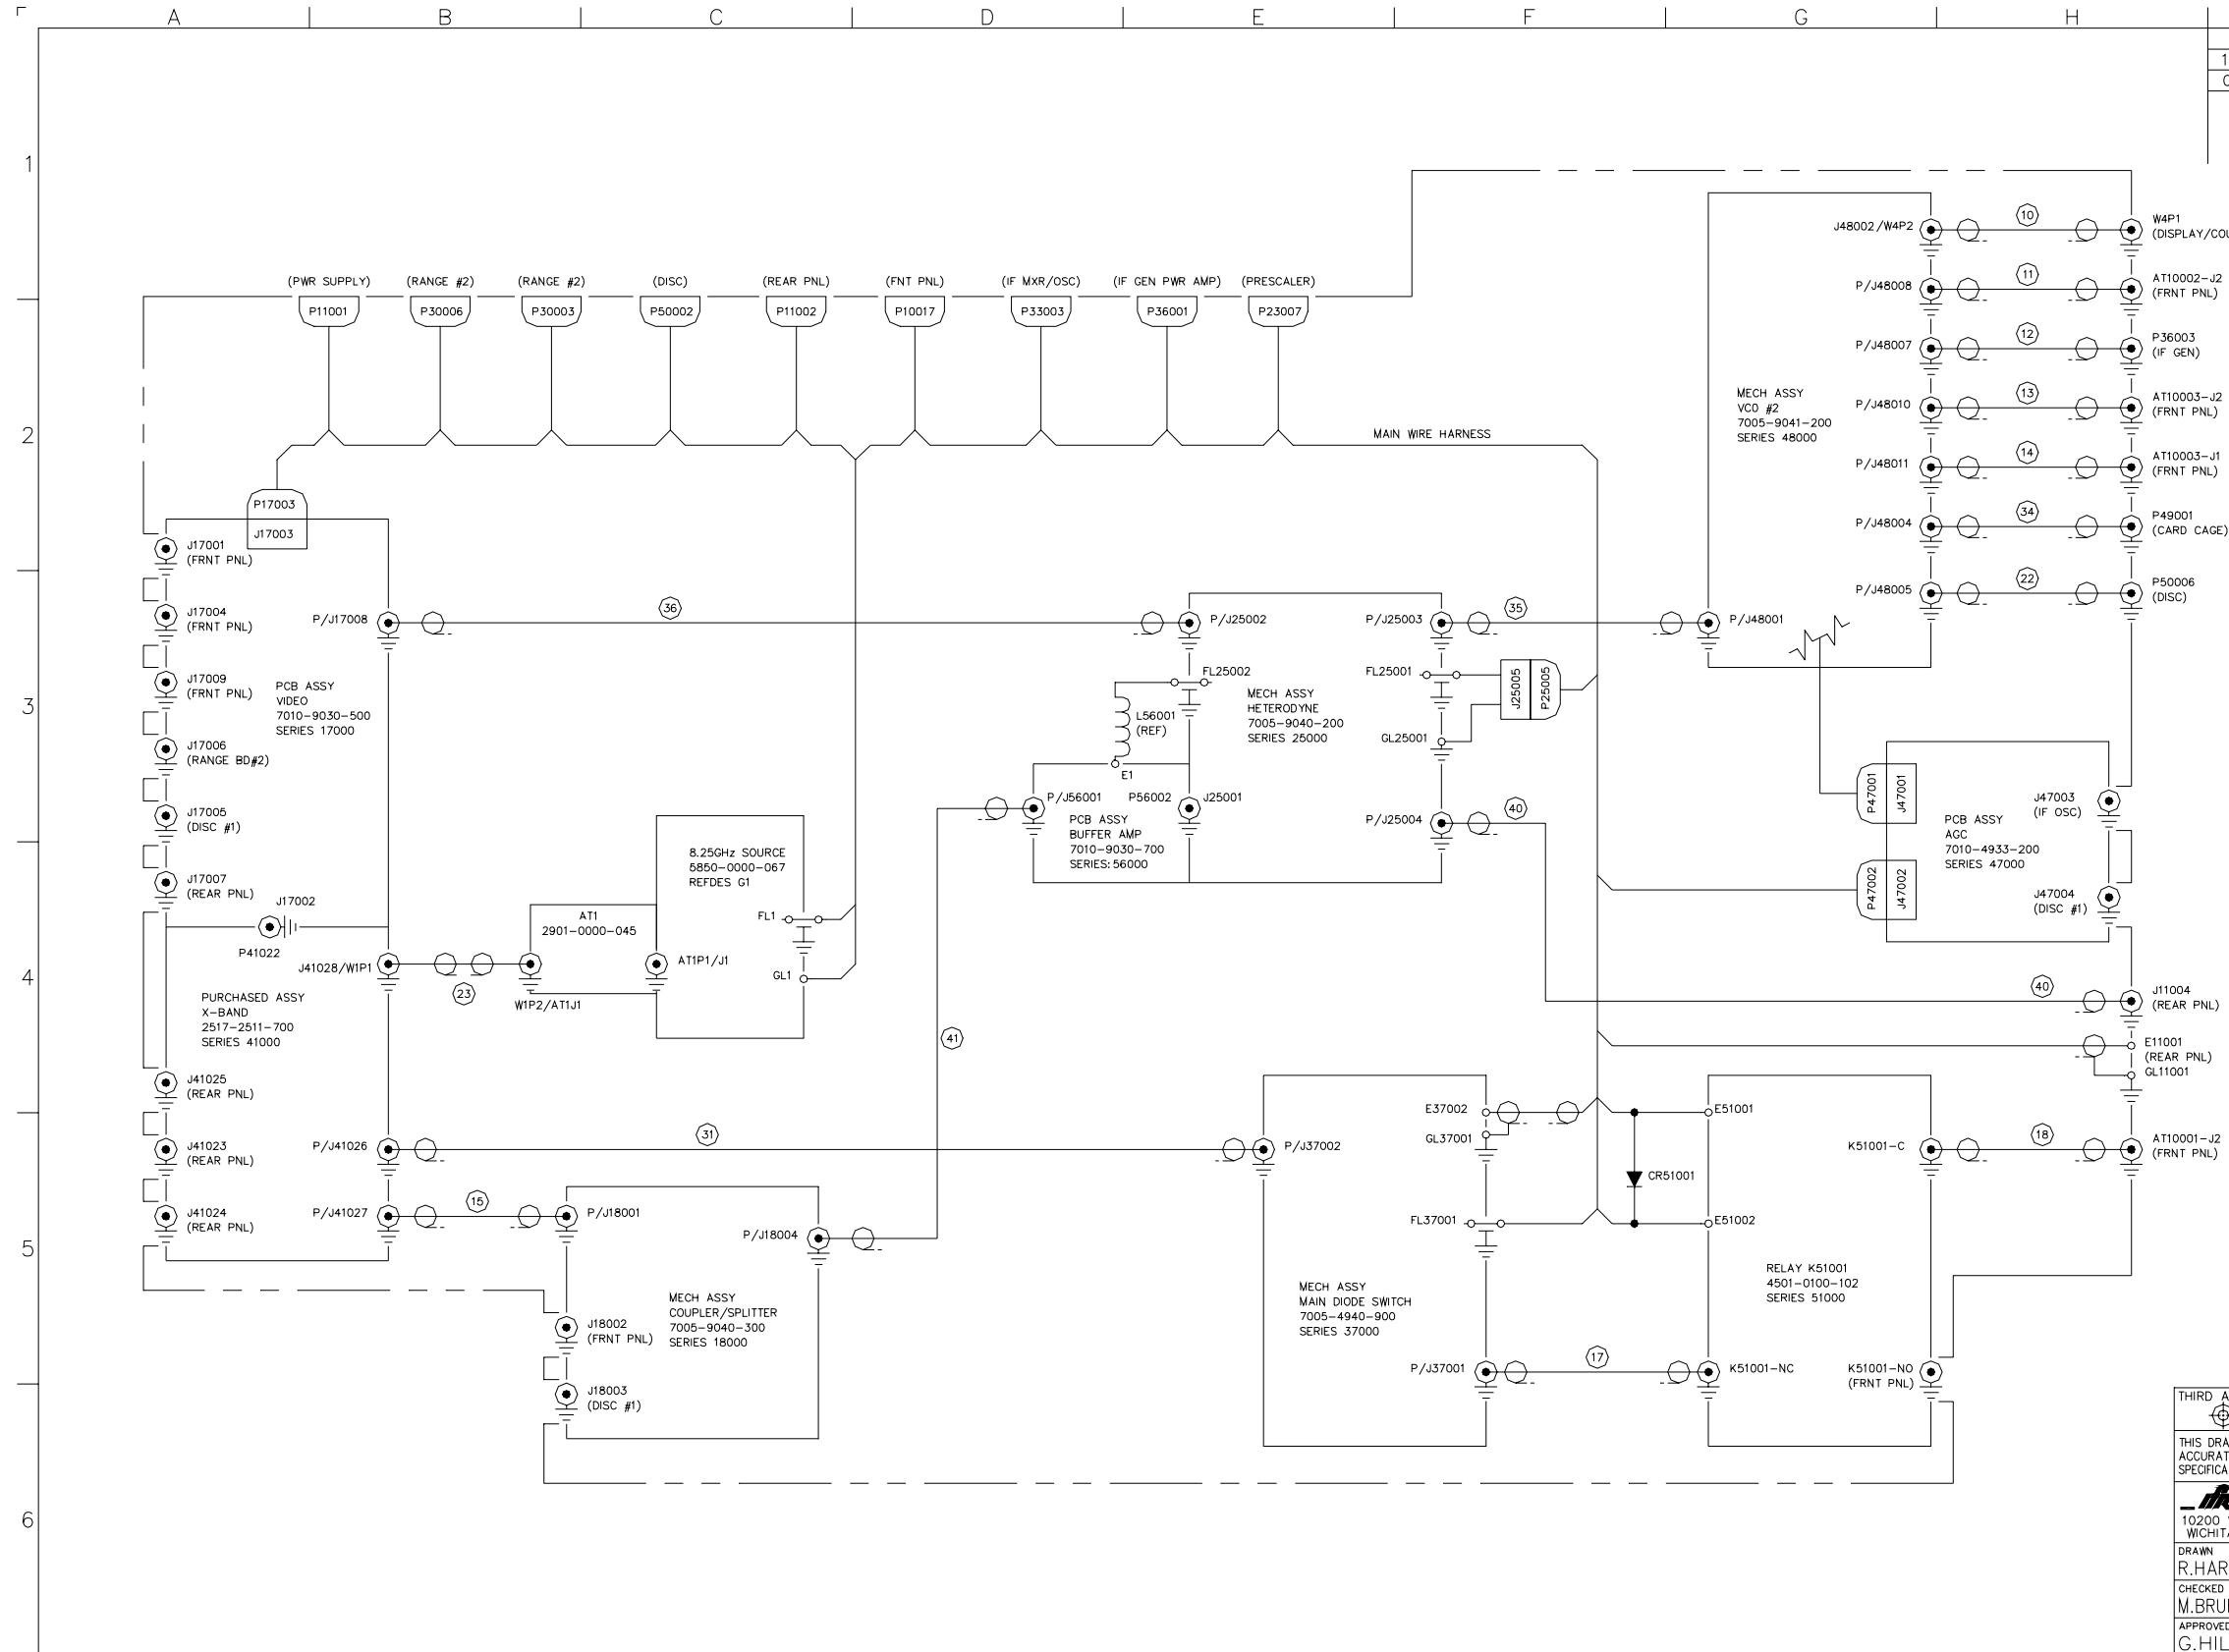 A B C D E F G H
1
(PWR SUPPLY) (RANGE #2) (RANGE #2) (DISC) (REAR PNL) (FNT PNL) (IF MXR/OSC) (IF GEN PWR AMP) (PRESCALER)
P11001 P30006 P30003 P50002 P11002 P10017 P33003 P36001 P23007
J48002/W4P2 10 W4P1
P/J48008 11 AT10002-J2
(FRNT PNL)
P/J48007 12 P36003
(IF GEN)
P/J48010 13 AT10003-J2
(FRNT PNL)
P/J48011 14 AT10003-J1
(FRNT PNL)
P/J48004 34 P49001
(CARD CAGE)
P/J48005 22 P50006
(DISC)
MECH ASSY
VCO #2
7005-9041-200
SERIES 48000
2
MAIN WIRE HARNESS
P17003
J17003
J17001
(FRNT PNL)
J17004
(FRNT PNL)
J17009
(FRNT PNL)
J17006
(RANGE BD#2)
J17005
(DISC #1)
J17007
(REAR PNL)
P/J17008 36 P/J25002
PCB ASSY
VIDEO
7010-9030-500
SERIES 17000
3
P/J25003 35 P/J48001
FL25002
FL25001
J25005 P25005
GL25001
L56001
(REF)
E1
MECH ASSY
HETERODYNE
7005-9040-200
SERIES 25000
P/J56001 P56002 J25001
PCB ASSY
BUFFER AMP
7010-9030-700
SERIES: 56000
P/J25004 40
P47001 J47001
P47002 J47002
J47003
(IF OSC)
PCB ASSY
AGC
7010-4933-200
SERIES 47000
J47004
(DISC #1)
8.25GHz SOURCE
5850-0000-067
REFDES G1
FL1
GL1
AT1
2901-0000-045
AT1P1/J1
J17002
P41022
J41028/W1P1 23 W1P2/AT1J1
4
PURCHASED ASSY
X-BAND
2517-2511-700
SERIES 41000
41
40 J11004
(REAR PNL)
E11001
(REAR PNL)
GL11001
J41025
(REAR PNL)
J41023
(REAR PNL)
J41024
(REAR PNL)
P/J41026 31 P/J37002
P/J41027 15 P/J18001
P/J18004
E37002
GL37001
FL37001
CR51001
E51001
E51002
K51001-C 18 AT10001-J2
(FRNT PNL)
5
J18002
(FRNT PNL)
J18003
(DISC #1)
MECH ASSY
COUPLER/SPLITTER
7005-9040-300
SERIES 18000
MECH ASSY
MAIN DIODE SWITCH
7005-4940-900
SERIES 37000
RELAY K51001
4501-0100-102
SERIES 51000
P/J37001 17 K51001-NC
K51001-NO
(FRNT PNL)
6
THIRD
THIS
10200
DRAWN
CHECKED
APPROVED